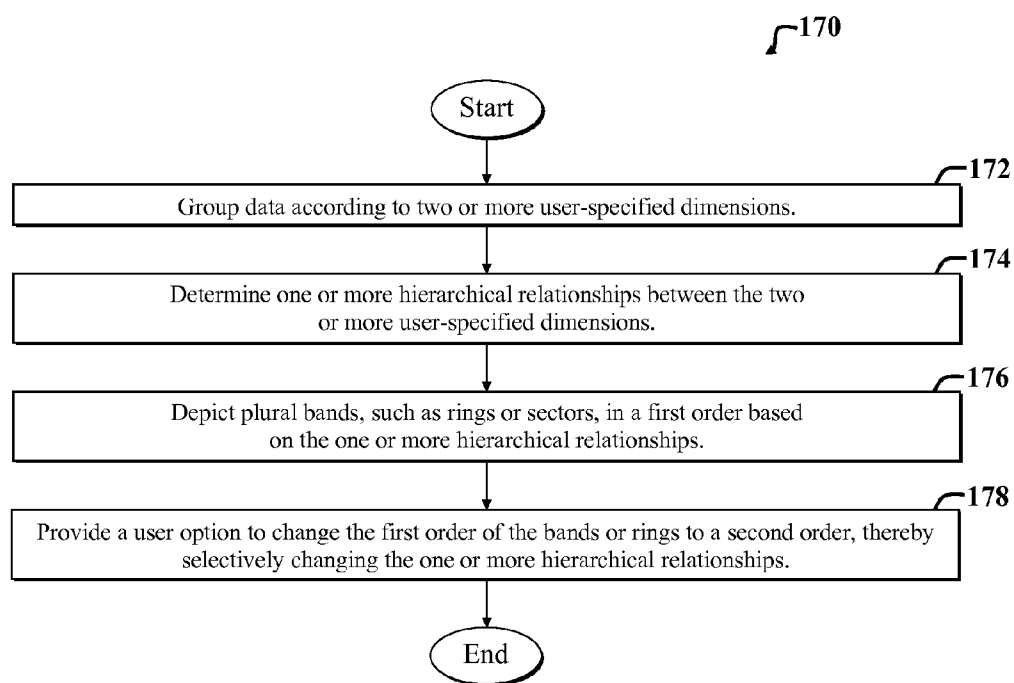 170
Start
172
Group data according to two or more user-specified dimensions.
174
Determine one or more hierarchical relationships between the two
or more user-specified dimensions.
176
Depict plural bands, such as rings or sectors, in a first order based
on the one or more hierarchical relationships.
178
Provide a user option to change the first order of the bands or rings to a second order, thereby
selectively changing the one or more hierarchical relationships.
End